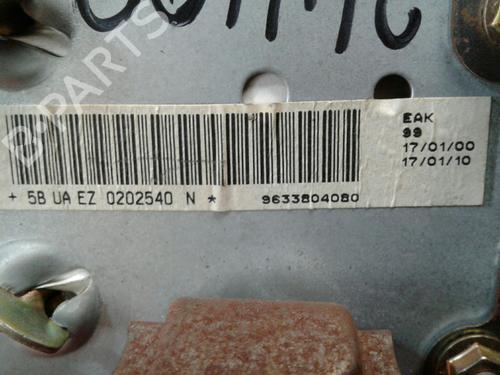 B-PARTS
EAK
99
17/01/00
17/01/10
+ 5B UA EZ 0202540 N *
9633804080